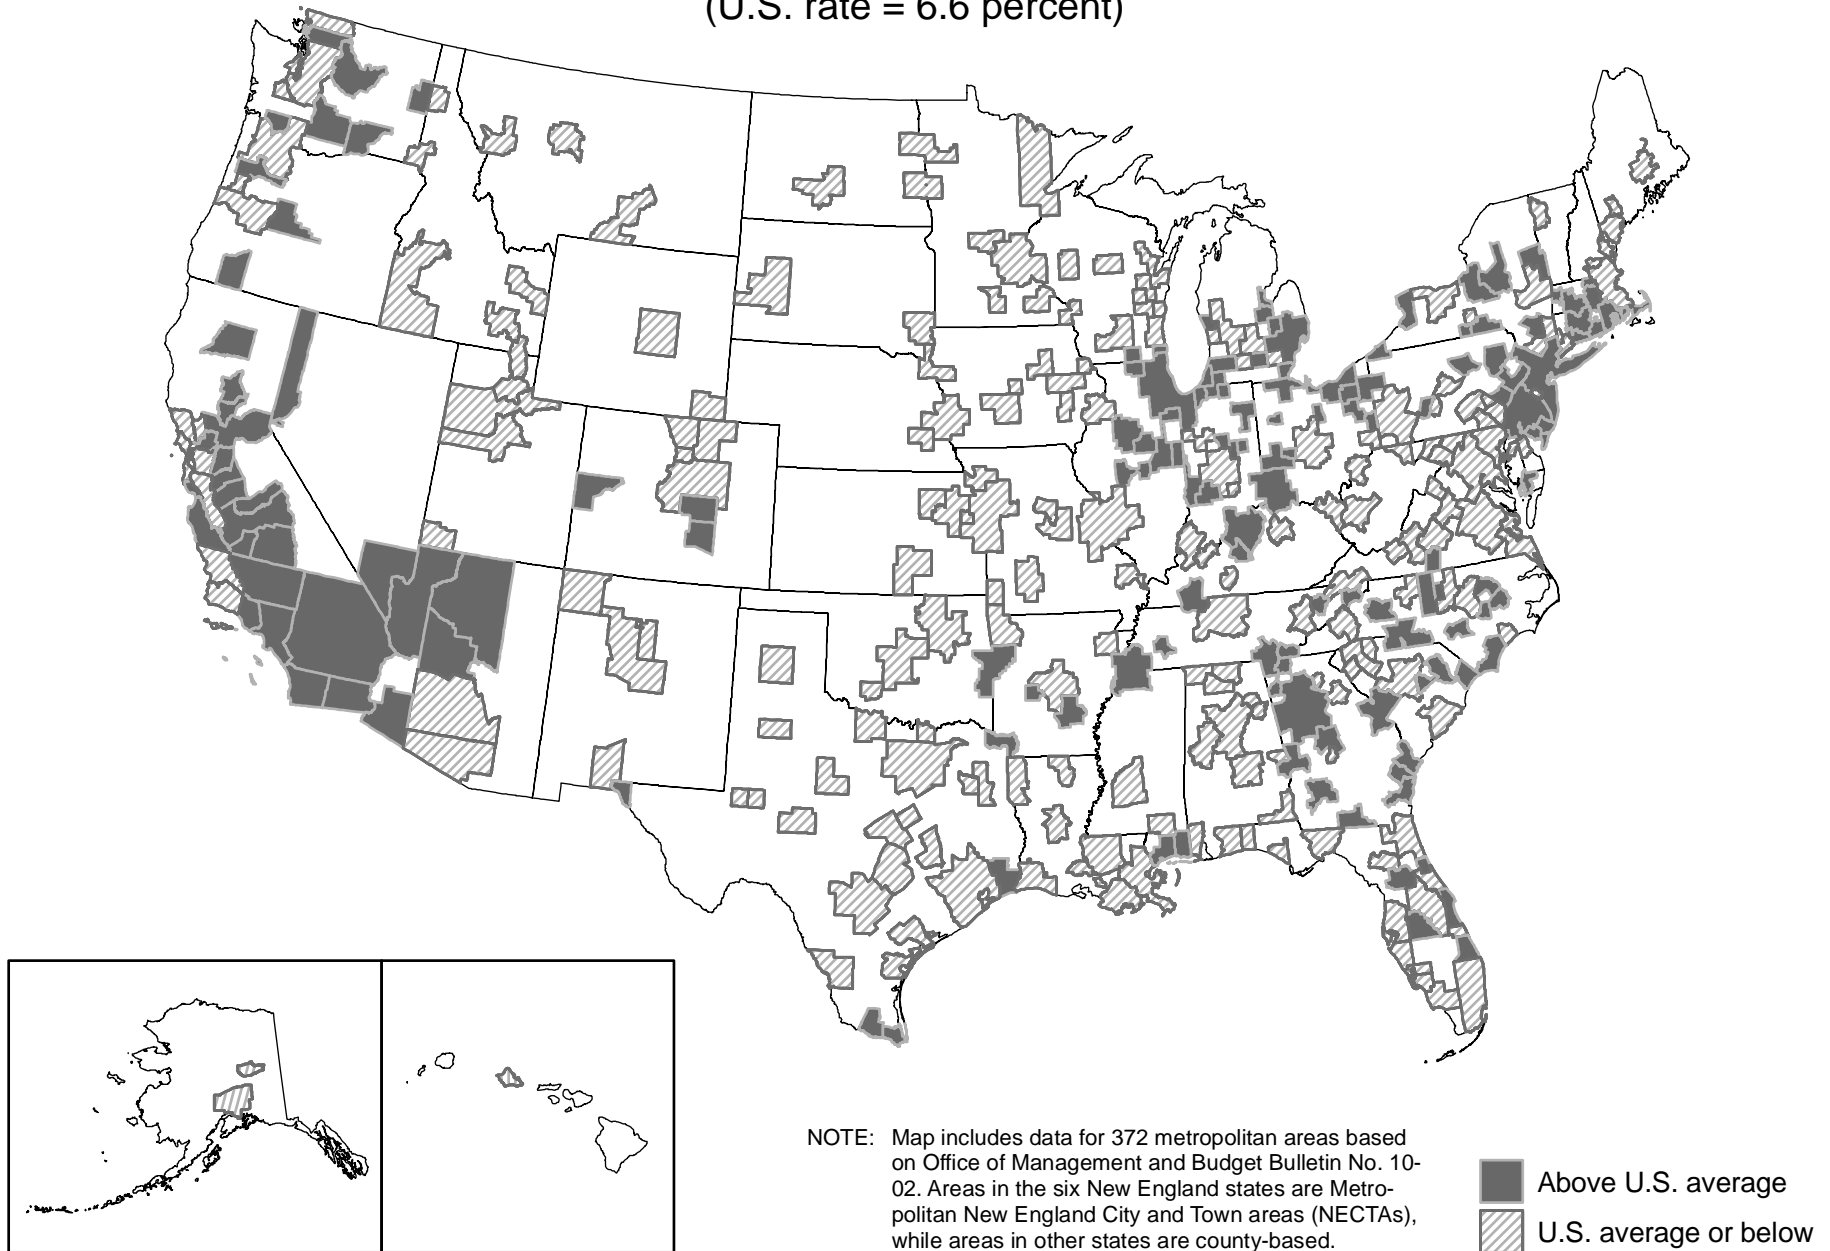 (U.S. rate = 6.6 percent)
NOTE: Map includes data for 372 metropolitan areas based
on Office of Management and Budget Bulletin No. 10-
02. Areas in the six New England states are Metro-
politan New England City and Town areas (NECTAs),
while areas in other states are county-based.
Above U.S. average
U.S. average or below